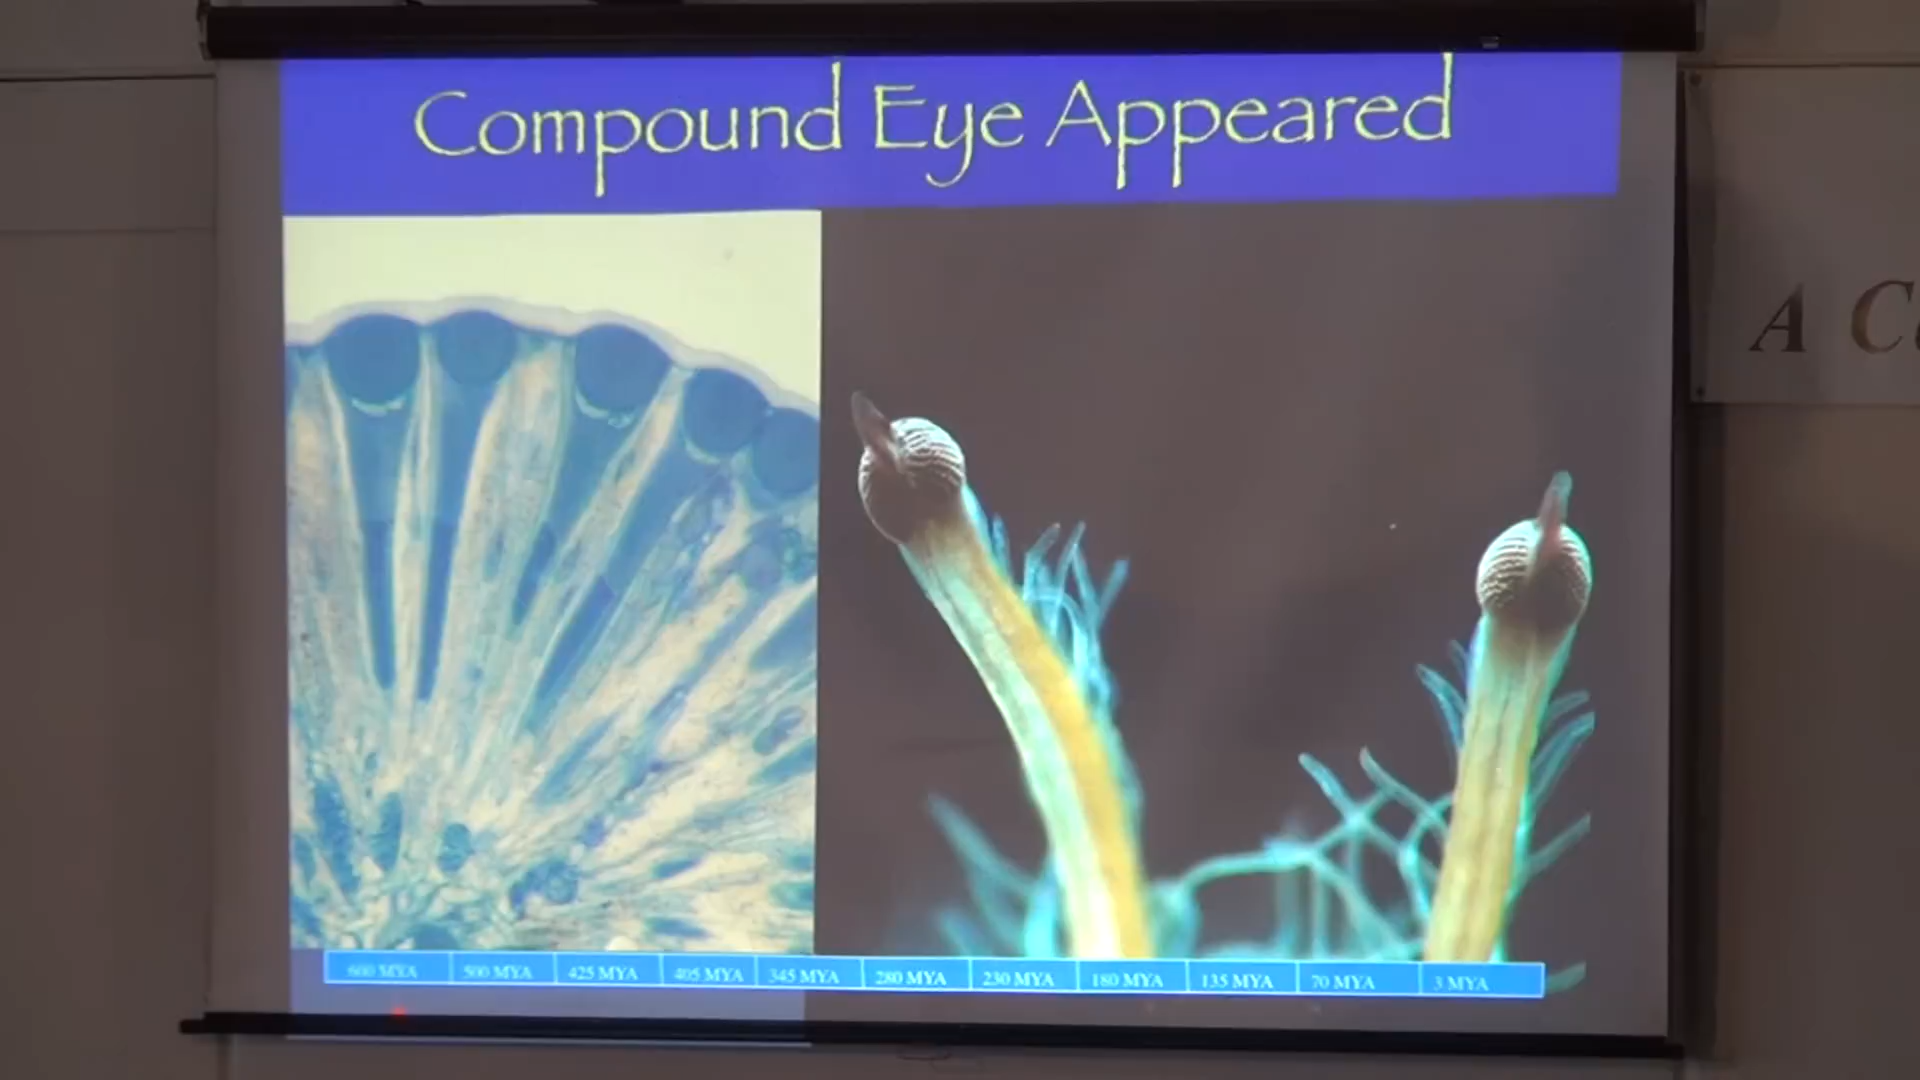 Compound Eye Appeared
A C
600 MYA 500 MYA 425 MYA 405 MYA 345 MYA 280 MYA 230 MYA 180 MYA 135 MYA 70 MYA 3 MYA